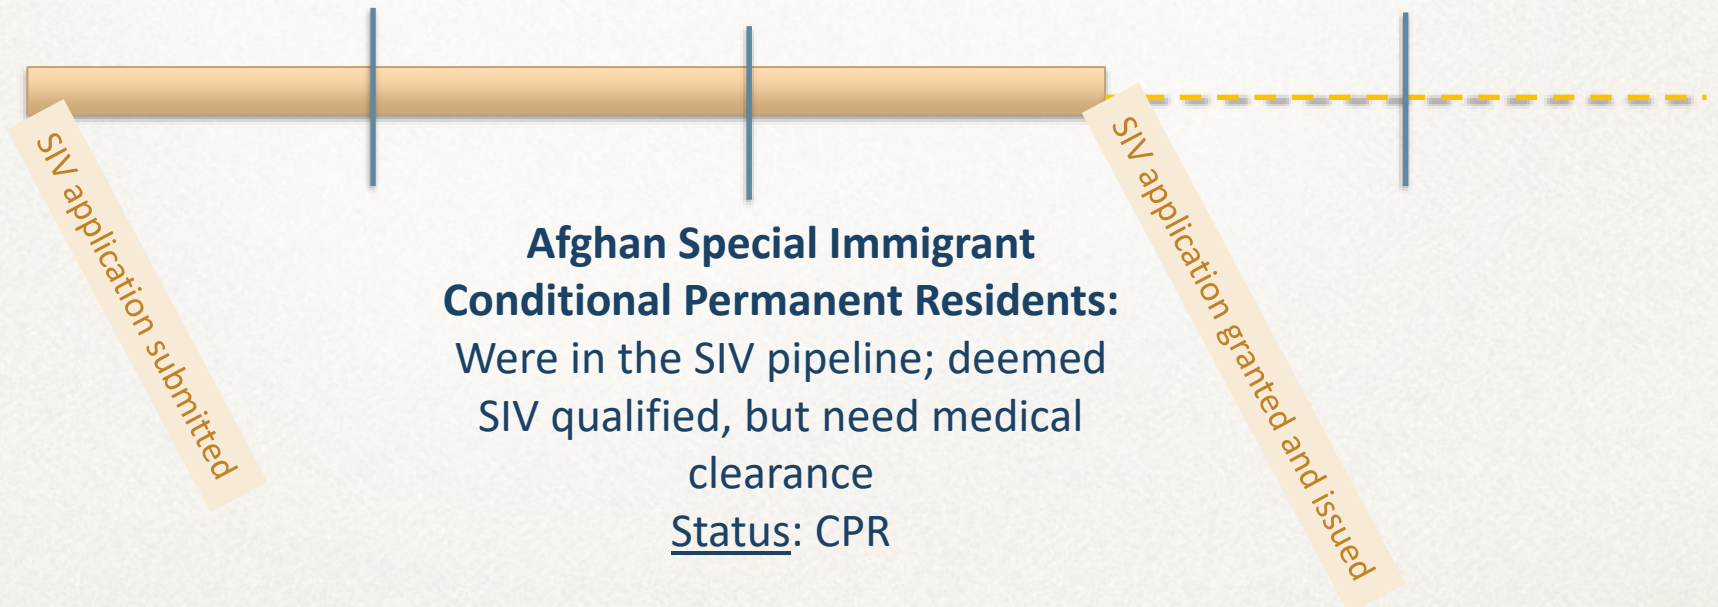 SIV application submitted
Afghan Special Immigrant
Conditional Permanent Residents:
Were in the SIV pipeline; deemed
SIV qualified, but need medical
clearance
Status: CPR
SIV application granted and issued